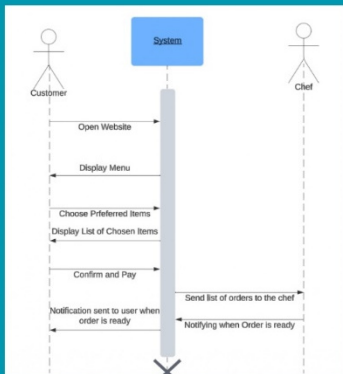 System
Customer
Chef
Open Website
Display Menu
Choose Prfeferred Items
Display List of Chosen Items
Confirm and Pay
Send list of orders to the chef
Notification sent to user when
order is ready
Notifying when Order is ready